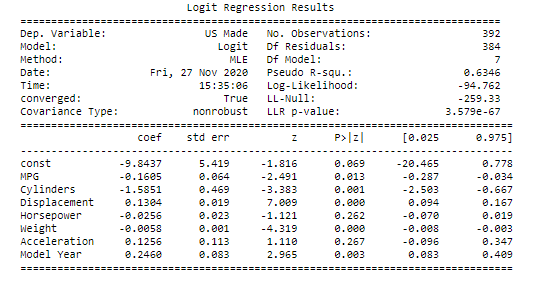 Logit Regression Results
==============================================================================
Dep. Variable: US Made No. Observations: 392
Model: Logit Df Residuals: 384
Method: MLE Df Model: 7
Date: Fri, 27 Nov 2020 Pseudo R-squ.: 0.6346
Time: 15:35:06 Log-Likelihood: -94.762
converged: True LL-Null: -259.33
Covariance Type: nonrobust LLR p-value: 3.579e-67
==============================================================================
coef std err z P>|z| [0.025 0.975]
------------------------------------------------------------------------------
const -9.8437 5.419 -1.816 0.069 -20.465 0.778
MPG -0.1605 0.064 -2.491 0.013 -0.287 -0.034
Cylinders -1.5851 0.469 -3.383 0.001 -2.503 -0.667
Displacement 0.1304 0.019 7.009 0.000 0.094 0.167
Horsepower -0.0256 0.023 -1.121 0.262 -0.070 0.019
Weight -0.0058 0.001 -4.319 0.000 -0.008 -0.003
Acceleration 0.1256 0.113 1.110 0.267 -0.096 0.347
Model Year 0.2460 0.083 2.965 0.003 0.083 0.409
==============================================================================